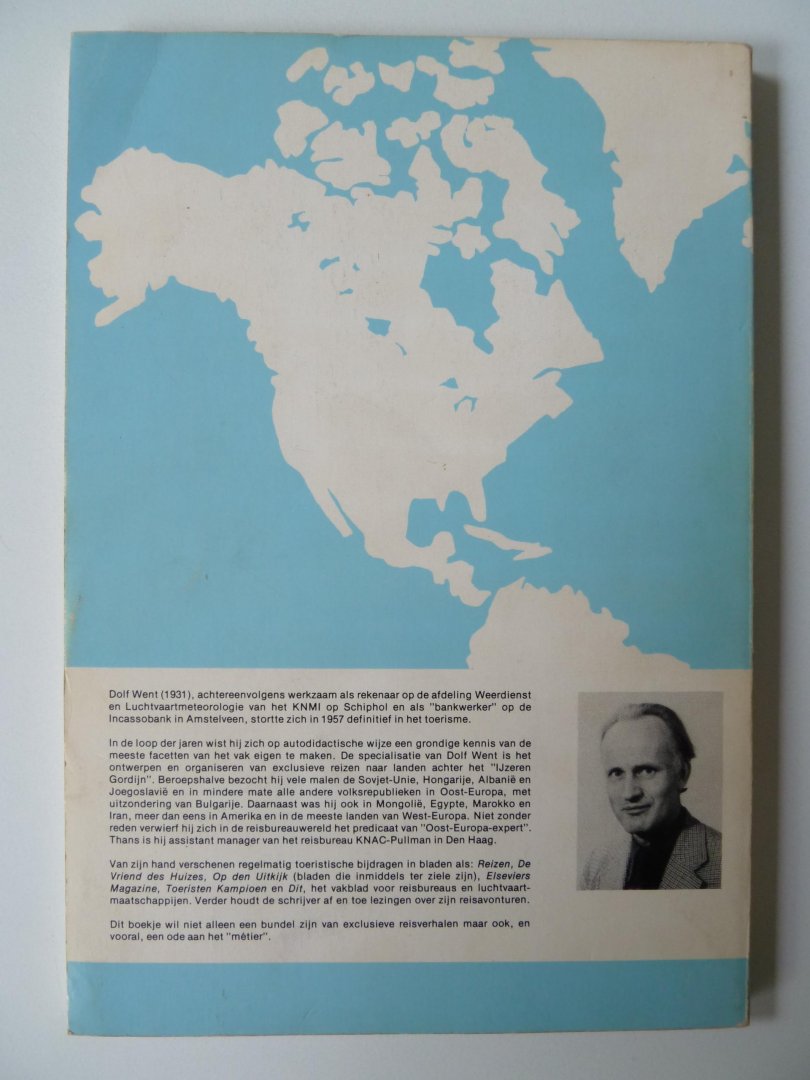 Dolf Went (1931), achtereenvolgens werkzaam als rekenaar op de afdeling Weerdienst
en Luchtvaartmeteorologie van het KNMI op Schiphol en als "bankwerker" op de
Incassobank in Amstelveen, stortte zich in 1957 definitief in het toerisme.
In de loop der jaren wist hij zich op autodidactische wijze een grondige kennis van de
meeste facetten van het vak eigen te maken. De specialisatie van Dolf Went is het
ontwerpen en organiseren van exclusieve reizen naar landen achter het "IJzeren
Gordijn". Beroepshalve bezocht hij vele malen de Sovjet-Unie, Hongarije, Albanië en
Joegoslavië en in mindere mate alle andere volksrepublieken in Oost-Europa, met
uitzondering van Bulgarije. Daarnaast was hij ook in Mongolië, Egypte, Marokko en
Iran, meer dan eens in Amerika en in de meeste landen van West-Europa. Niet zonder
reden verwierf hij zich in de reisbureauwereld het predicaat van "Oost-Europa-expert".
Thans is hij assistant manager van het reisbureau KNAC-Pullman in Den Haag.
Van zijn hand verschenen regelmatig toeristische bijdragen in bladen als: Reizen, De
Vriend des Huizes, Op den Uitkijk (bladen die inmiddels ter ziele zijn), Elseviers
Magazine, Toeristen Kampioen en Dit, het vakblad voor reisbureaus en luchtvaart-
maatschappijen. Verder houdt de schrijver af en toe lezingen over zijn reisavonturen.
Dit boekje wil niet alleen een bundel zijn van exclusieve reisverhalen maar ook, en
vooral, een ode aan het "métier".